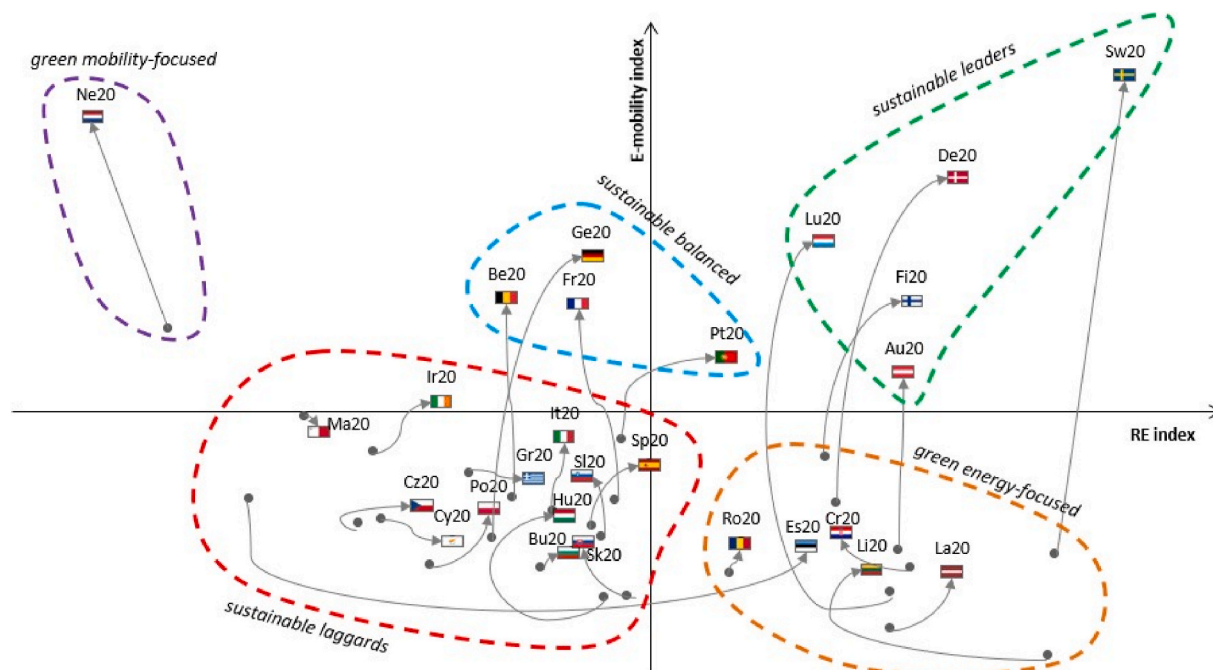 green mobility-focused
Ne20
E-mobility index
sustainable leaders
Sw20
De20
sustainable balanced
Lu20
Ge20
Be20
Fr20
Fi20
Pt20
Au20
Ir20
Ma20
It20
RE index
Sp20
Gr20
Sl20
green energy-focused
Cz20
Po20
Cy20
Hu20
Ro20
Es20
Cr20
Bu20
Sk20
Li20
La20
sustainable laggards